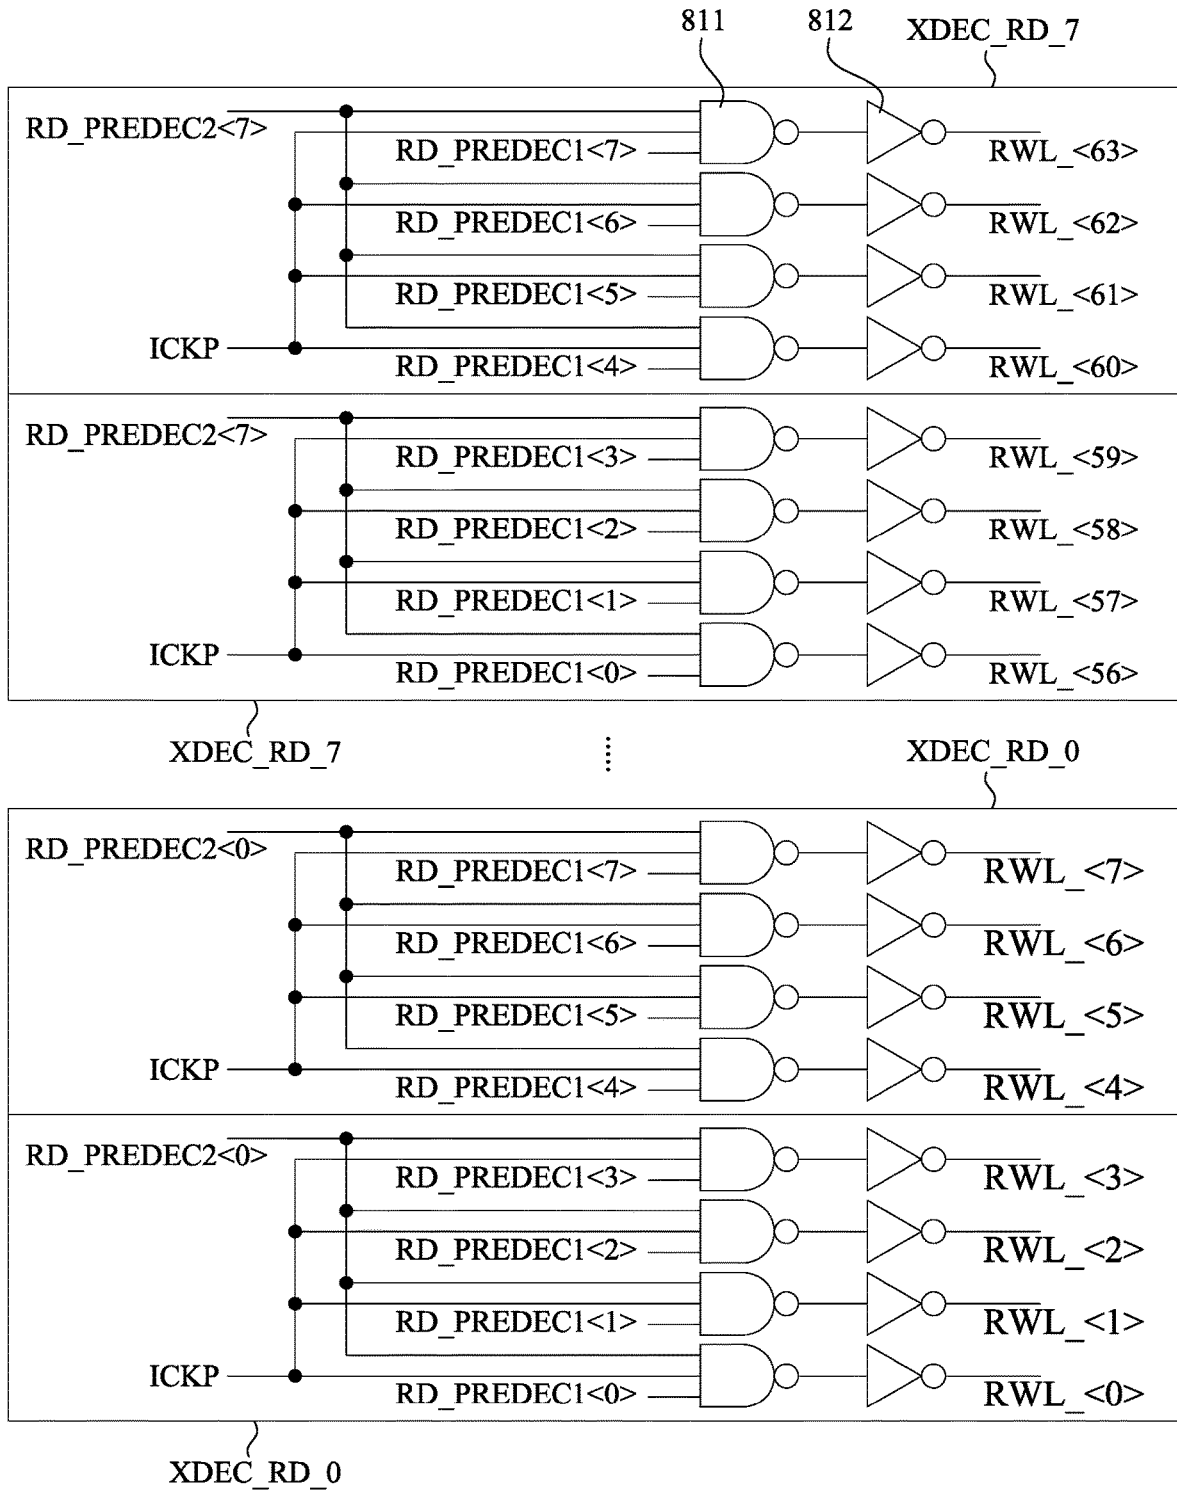 811
812
XDEC_RD_7
RD_PREDEC2<7>
RD_PREDEC1<7>
RWL_<63>
RD_PREDEC1<6>
RWL_<62>
RD_PREDEC1<5>
RWL_<61>
ICKP
RD_PREDEC1<4>
RWL_<60>
RD_PREDEC2<7>
RD_PREDEC1<3>
RWL_<59>
RD_PREDEC1<2>
RWL_<58>
RD_PREDEC1<1>
RWL_<57>
ICKP
RD_PREDEC1<0>
RWL_<56>
XDEC_RD_7
XDEC_RD_0
RD_PREDEC2<0>
RD_PREDEC1<7>
RWL_<7>
RD_PREDEC1<6>
RWL_<6>
RD_PREDEC1<5>
RWL_<5>
ICKP
RD_PREDEC1<4>
RWL_<4>
RD_PREDEC2<0>
RD_PREDEC1<3>
RWL_<3>
RD_PREDEC1<2>
RWL_<2>
RD_PREDEC1<1>
RWL_<1>
ICKP
RD_PREDEC1<0>
RWL_<0>
XDEC_RD_0